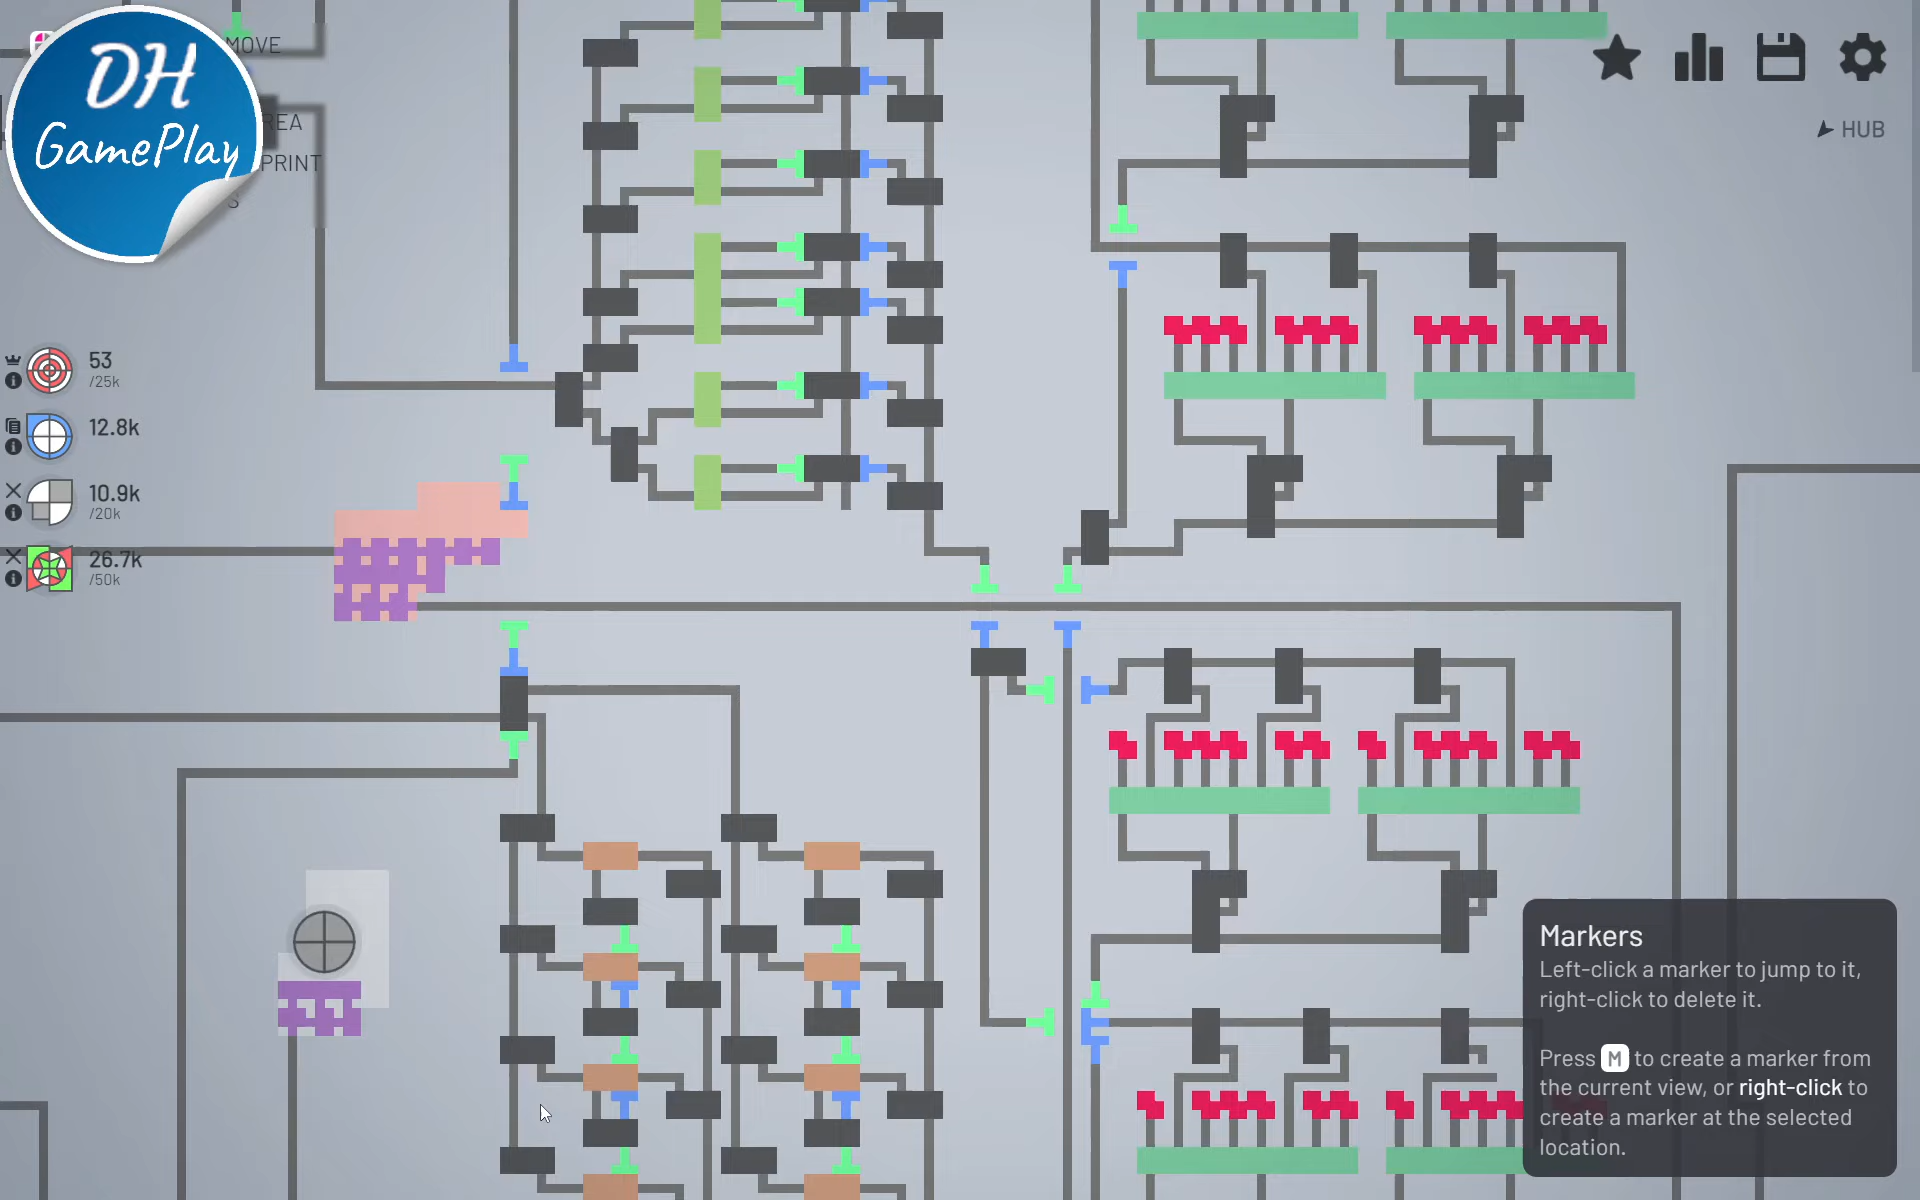 DH
GamePlay
MOVE
REA
PRINT
S
HUB
53
/25k
12.8k
10.9k
/20k
26.7k
/50k
Markers
Left-click a marker to jump to it,
right-click to delete it.
Press M to create a marker from
the current view, or right-click to
create a marker at the selected
location.